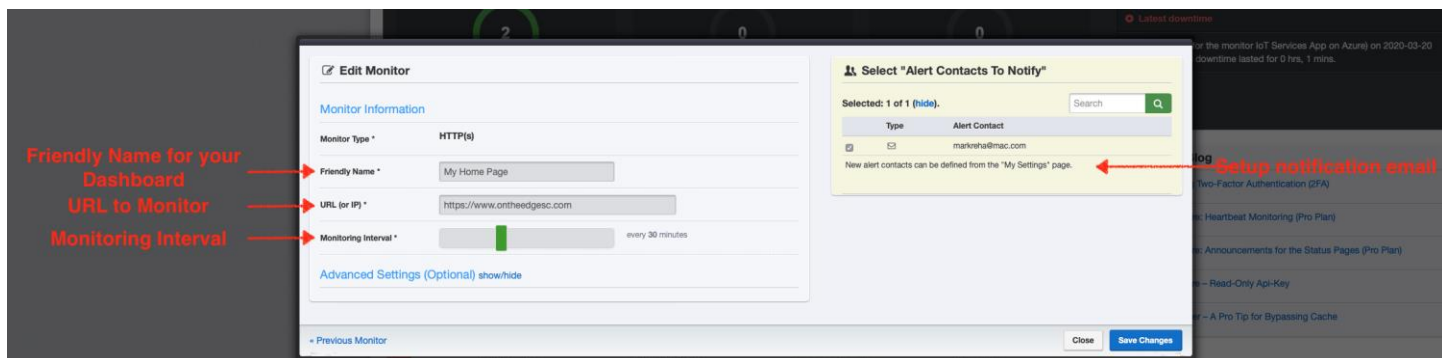 2
0
0
Latest downtime
or the monitor IoT Services App on Azure) on 2020-03-20
downtime lasted for 0 hrs, 1 mins.
Edit Monitor
Monitor Information
Monitor Type *
HTTP(s)
Friendly Name for your
Dashboard
Friendly Name *
My Home Page
URL to Monitor
URL (or IP) *
https://www.ontheedgesc.com
Monitoring Interval
Monitoring Interval *
every 30 minutes
Advanced Settings (Optional) show/hide
Select "Alert Contacts To Notify"
Selected: 1 of 1 (hide).
Search
Type
Alert Contact
markreha@mac.com
New alert contacts can be defined from the "My Settings" page.
Setup notification email
log
Two-Factor Authentication (2FA)
Heartbeat Monitoring (Pro Plan)
Announcements for the Status Pages (Pro Plan)
– Read-Only Api-Key
– A Pro Tip for Bypassing Cache
« Previous Monitor
Close
Save Changes